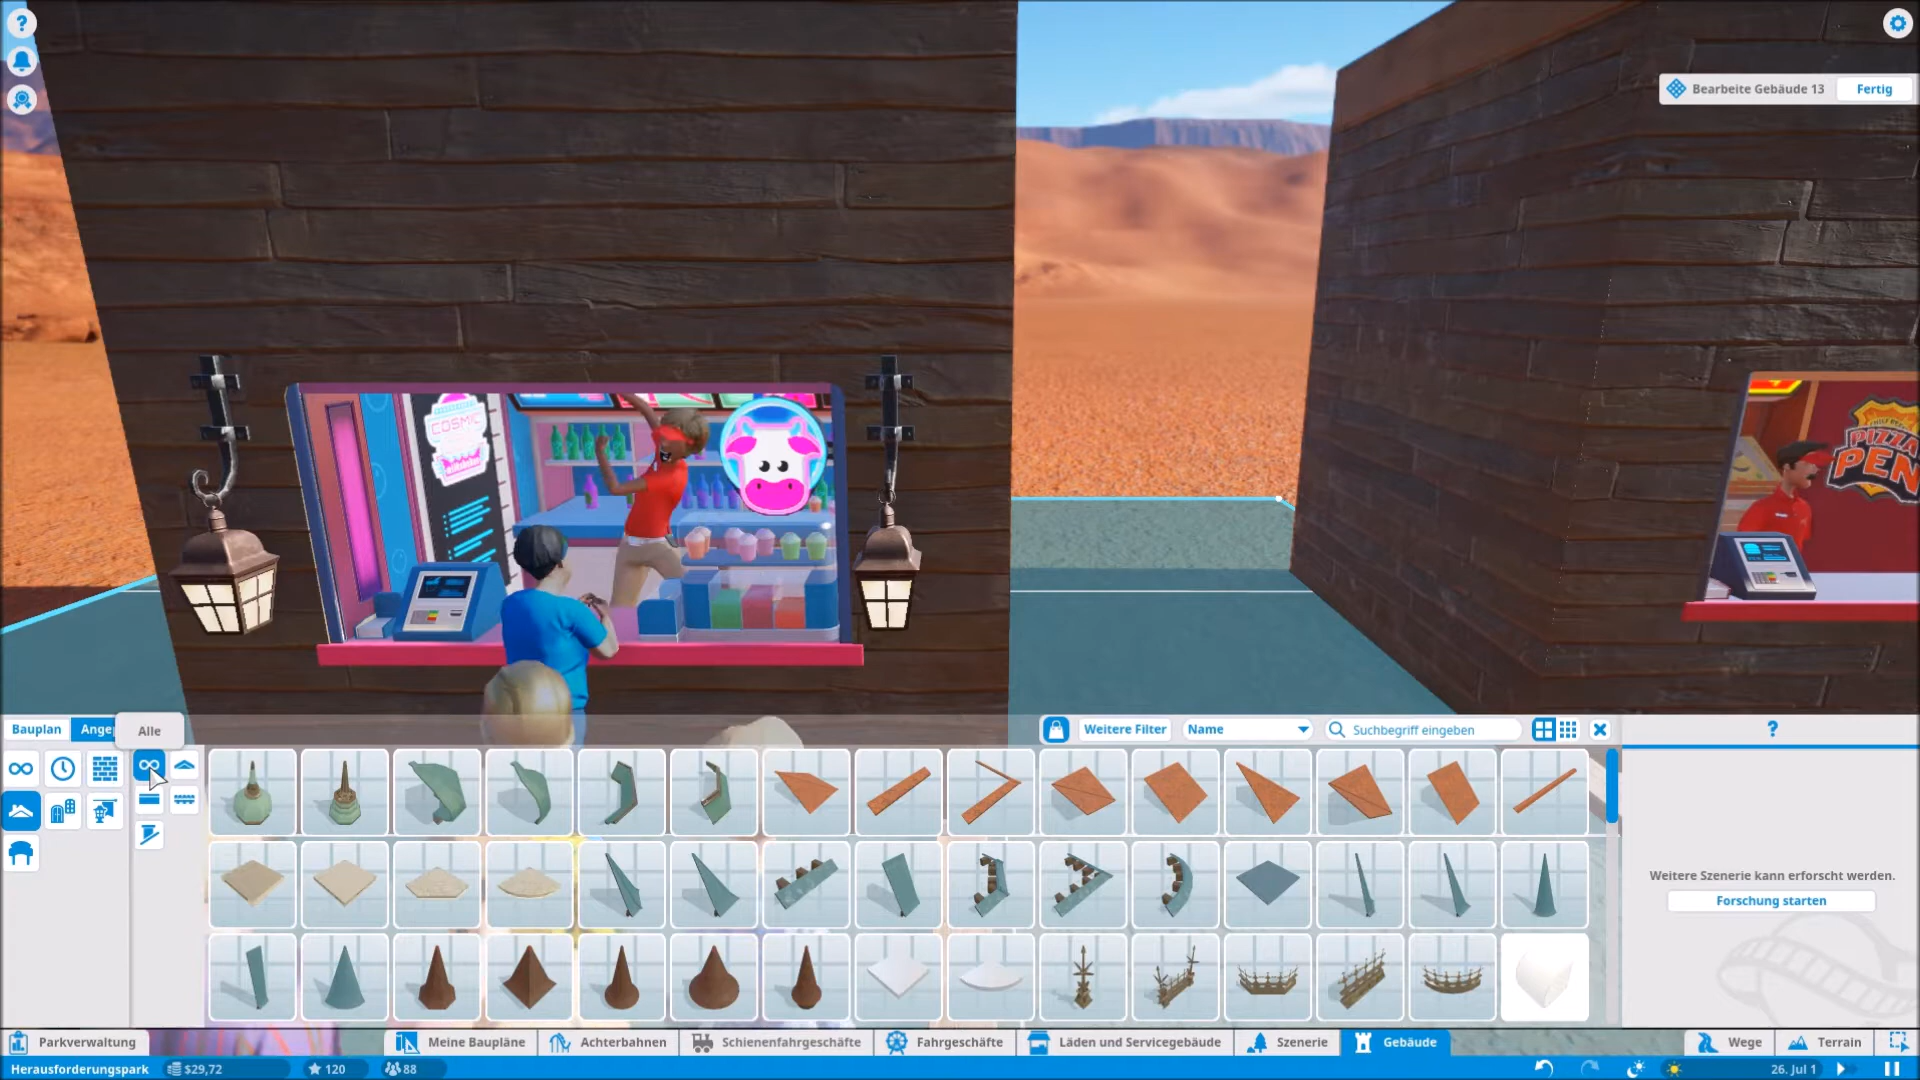 ?
Bearbeite Gebäude 13
Fertig
COSMIC
PIZZA
PEN
Bauplan
Ange
Alle
Weitere Filter
Name
Suchbegriff eingeben
?
Weitere Szenerie kann erforscht werden.
Forschung starten
Parkverwaltung
Meine Baupläne
Achterbahnen
Schienenfahrgeschäfte
Fahrgeschäfte
Läden und Servicegebäude
Szenerie
Gebäude
Wege
Terrain
Herausforderungspark
$29,72
120
88
26. Jul 1